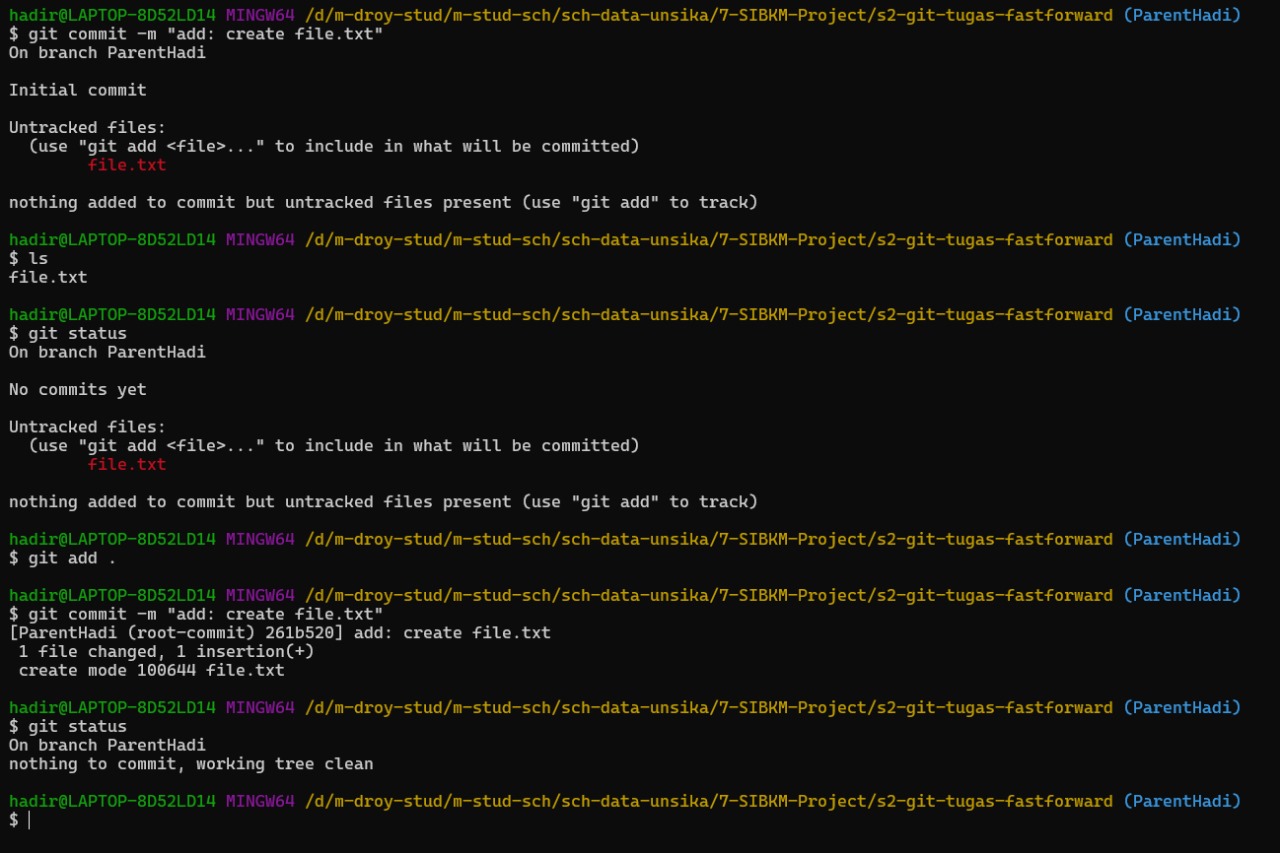 hadir@LAPTOP-8D52LD14 MINGW64 /d/m-droy-stud/m-stud-sch/sch-data-unsika/7-SIBKM-Project/s2-git-tugas-fastforward (ParentHadi)
$ git commit -m "add: create file.txt"
On branch ParentHadi
Initial commit
Untracked files:
  (use "git add <file>..." to include in what will be committed)
        file.txt
nothing added to commit but untracked files present (use "git add" to track)
hadir@LAPTOP-8D52LD14 MINGW64 /d/m-droy-stud/m-stud-sch/sch-data-unsika/7-SIBKM-Project/s2-git-tugas-fastforward (ParentHadi)
$ ls
file.txt
hadir@LAPTOP-8D52LD14 MINGW64 /d/m-droy-stud/m-stud-sch/sch-data-unsika/7-SIBKM-Project/s2-git-tugas-fastforward (ParentHadi)
$ git status
On branch ParentHadi
No commits yet
Untracked files:
  (use "git add <file>..." to include in what will be committed)
        file.txt
nothing added to commit but untracked files present (use "git add" to track)
hadir@LAPTOP-8D52LD14 MINGW64 /d/m-droy-stud/m-stud-sch/sch-data-unsika/7-SIBKM-Project/s2-git-tugas-fastforward (ParentHadi)
$ git add .
hadir@LAPTOP-8D52LD14 MINGW64 /d/m-droy-stud/m-stud-sch/sch-data-unsika/7-SIBKM-Project/s2-git-tugas-fastforward (ParentHadi)
$ git commit -m "add: create file.txt"
[ParentHadi (root-commit) 261b520] add: create file.txt
 1 file changed, 1 insertion(+)
 create mode 100644 file.txt
hadir@LAPTOP-8D52LD14 MINGW64 /d/m-droy-stud/m-stud-sch/sch-data-unsika/7-SIBKM-Project/s2-git-tugas-fastforward (ParentHadi)
$ git status
On branch ParentHadi
nothing to commit, working tree clean
hadir@LAPTOP-8D52LD14 MINGW64 /d/m-droy-stud/m-stud-sch/sch-data-unsika/7-SIBKM-Project/s2-git-tugas-fastforward (ParentHadi)
$